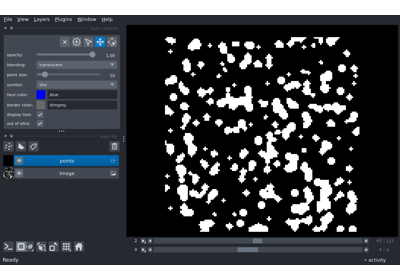 File View Layers Plugins Window Help
opacity: 1.00
blending: translucent
point size: 10
symbol: disc
face color: blue
border color: dimgrey
display text:
out of slice:
points
Image
2
0
Ready
activity